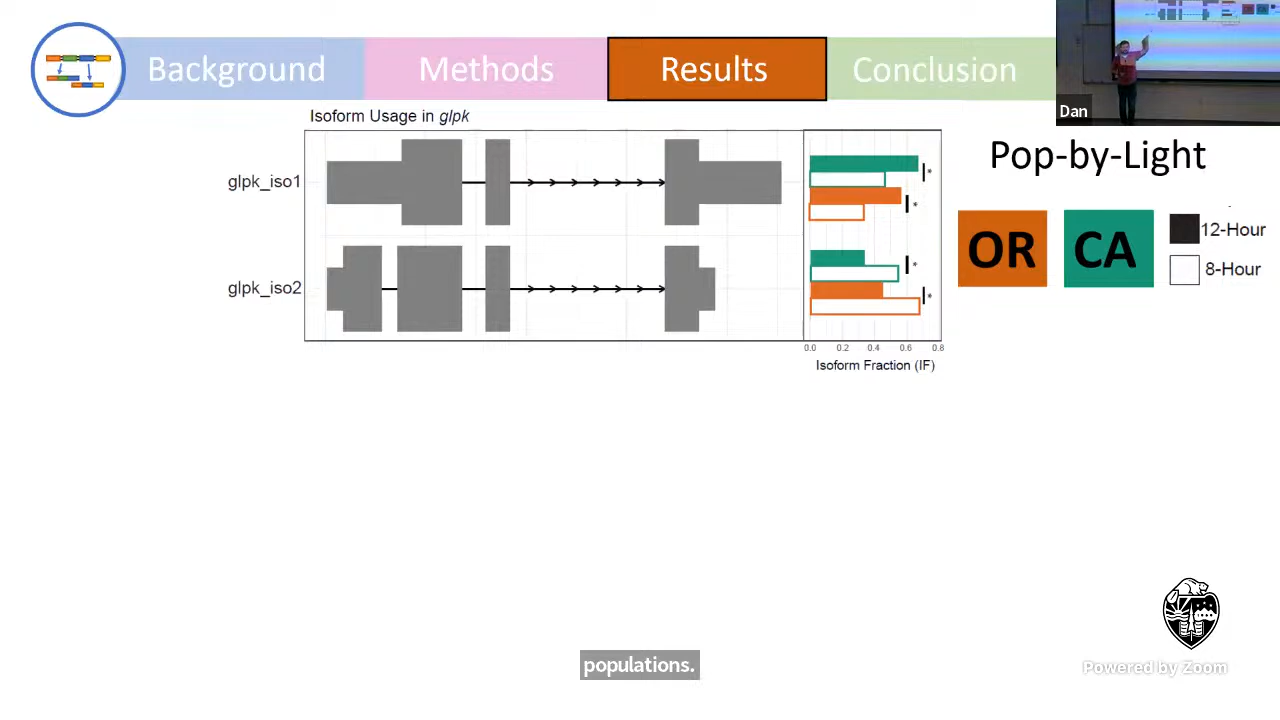 Background
Methods
Results
Conclusion
Dan
Isoform Usage in glpk
glpk_iso1
glpk_iso2
*
*
*
*
0.0 0.2 0.4 0.6 0.8
Isoform Fraction (IF)
Pop-by-Light
OR
CA
12-Hour
8-Hour
populations.
Powered by Zoom